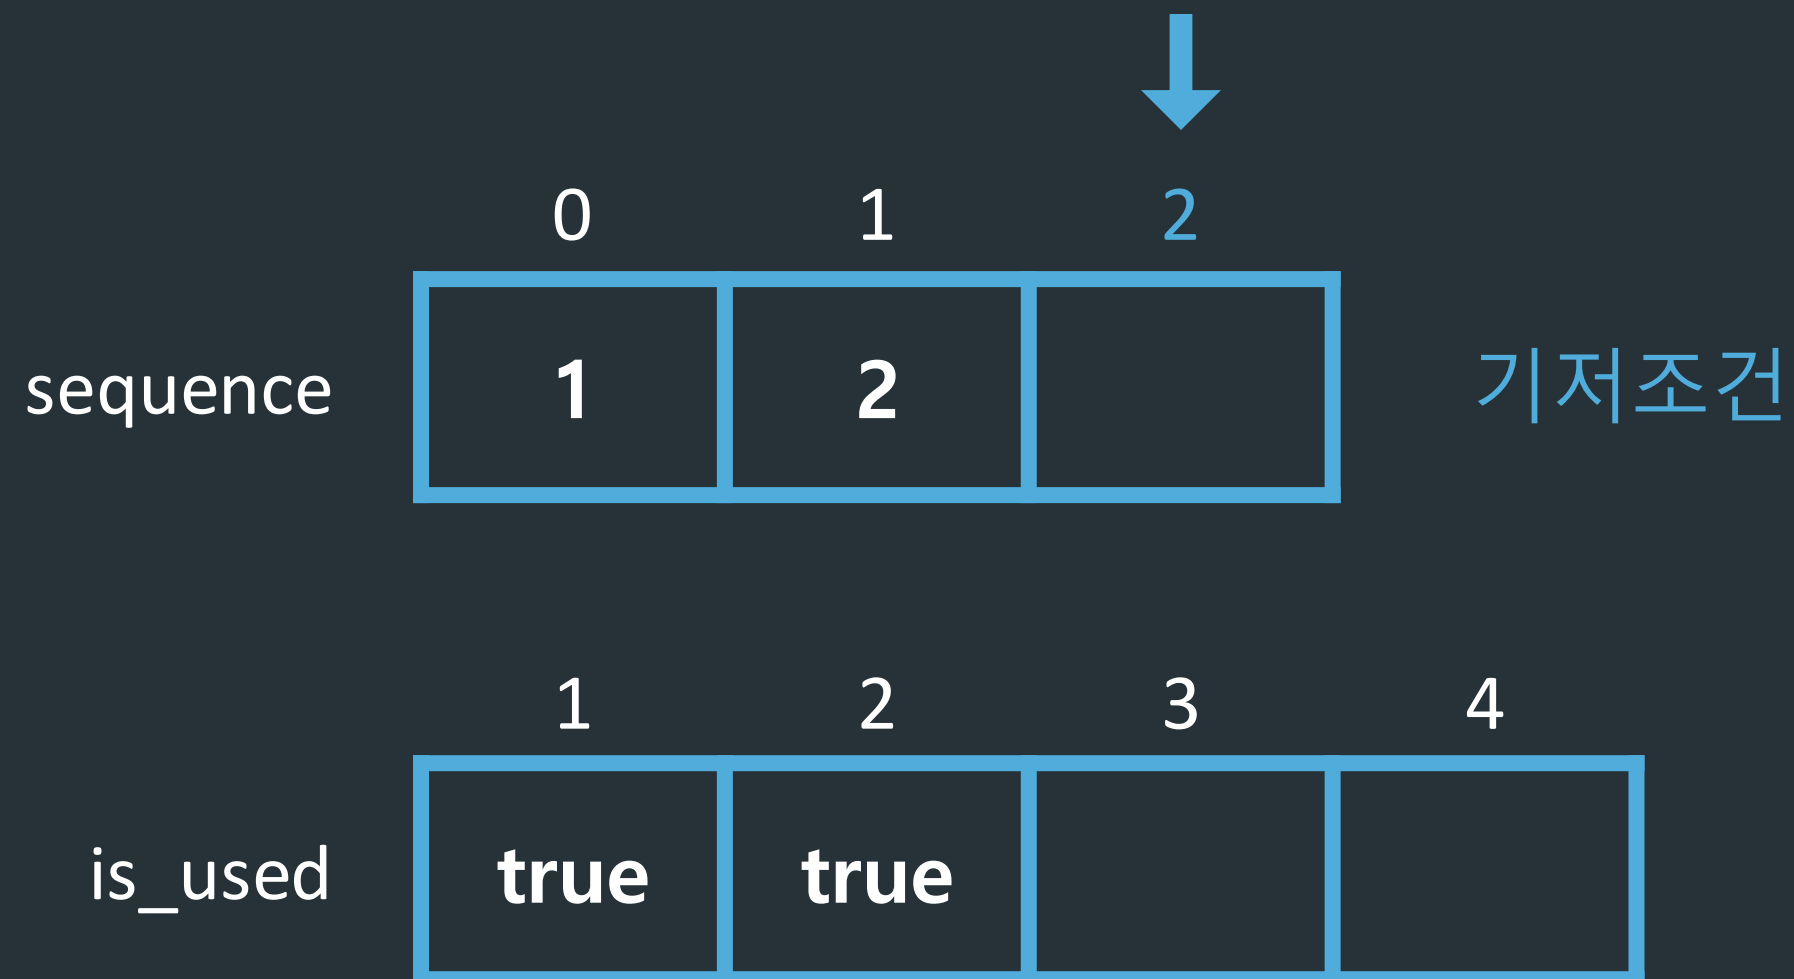 0 1 2
sequence 1 2 기저조건
1 2 3 4
is_used true true